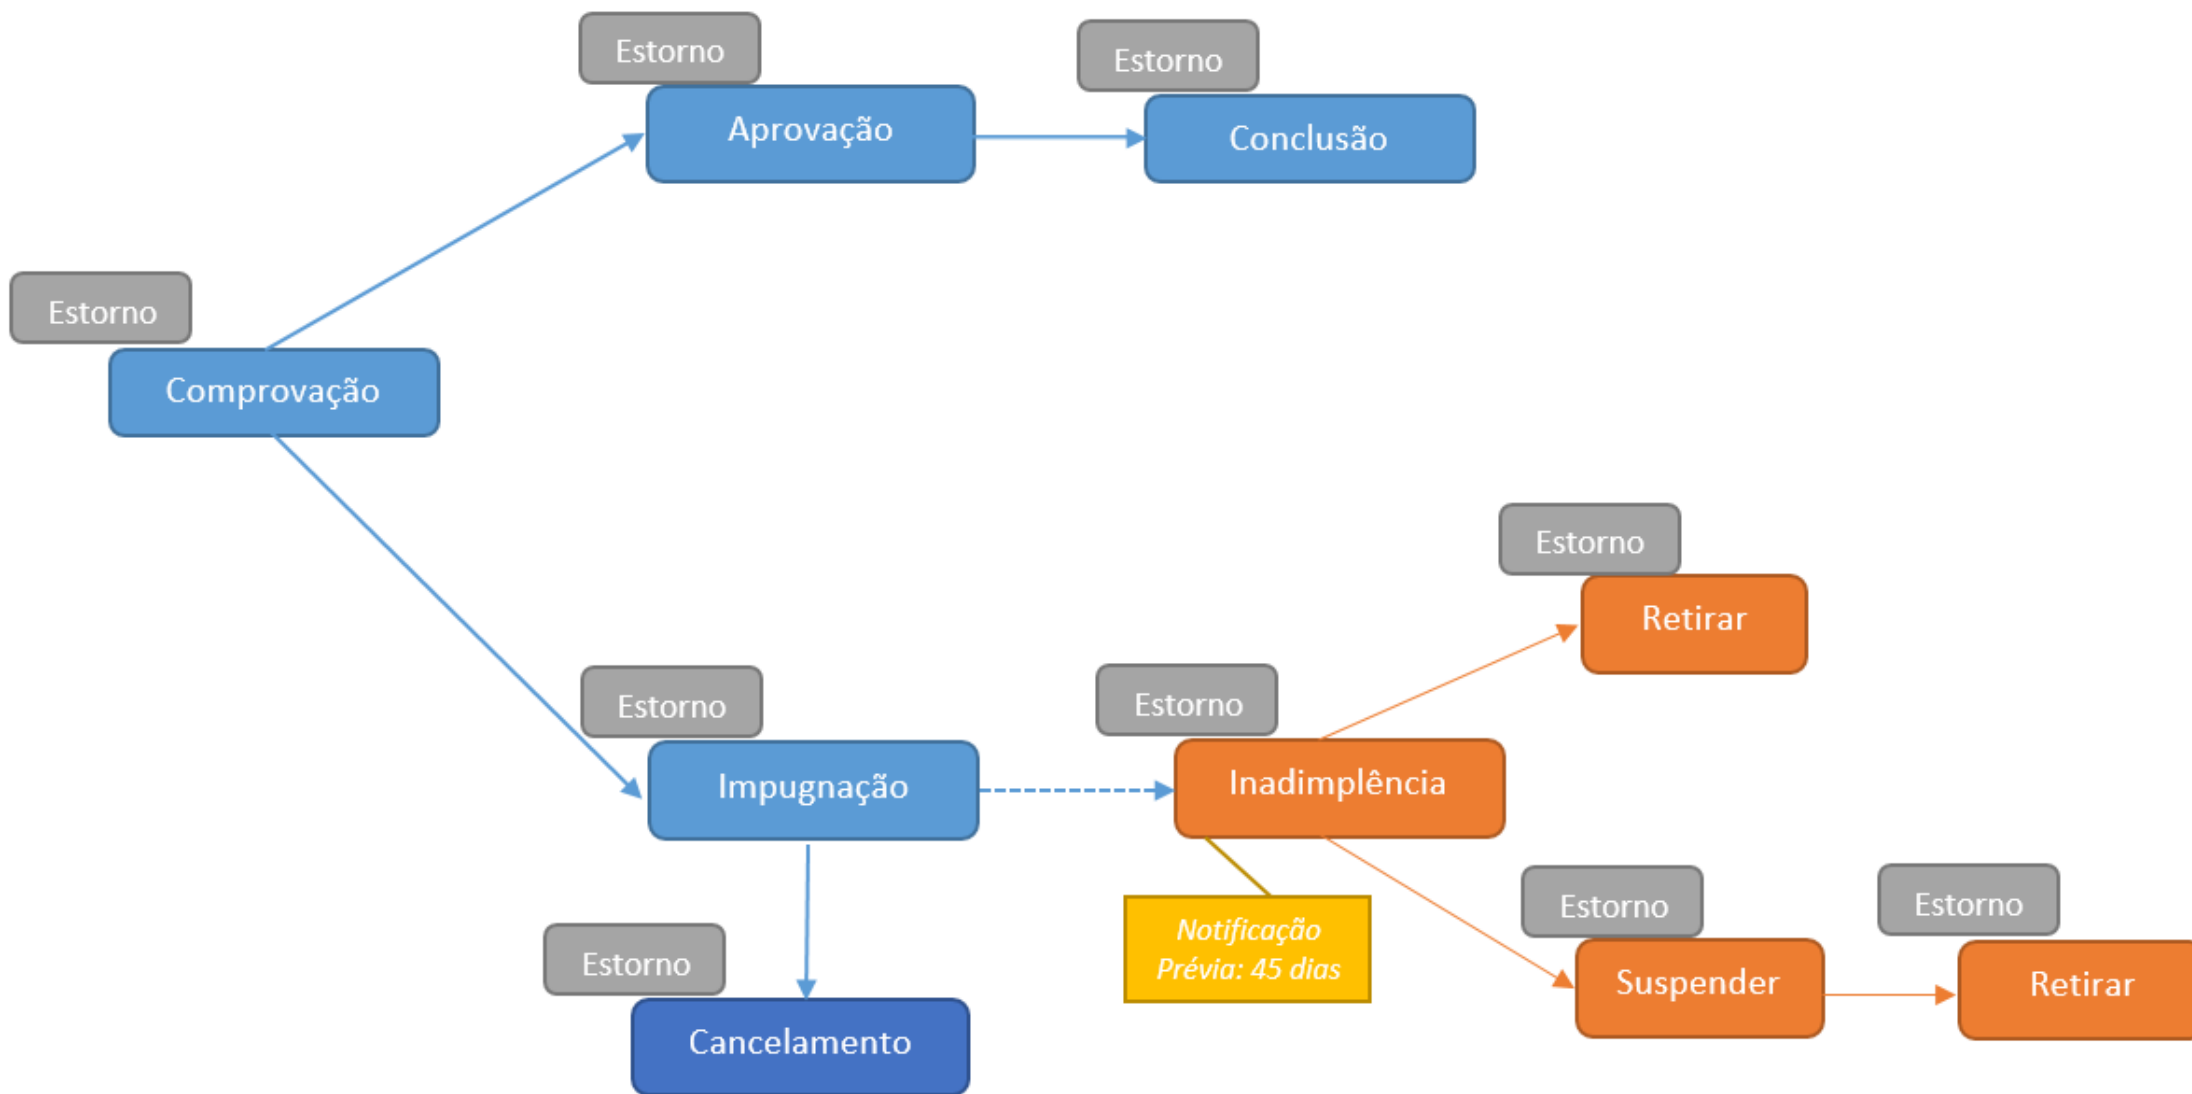 Estorno
Aprovação
Estorno
Conclusão
Estorno
Comprovação
Estorno
Retirar
Estorno
Impugnação
Estorno
Inadimplência
Notificação
Prévia: 45 dias
Estorno
Suspender
Estorno
Retirar
Estorno
Cancelamento